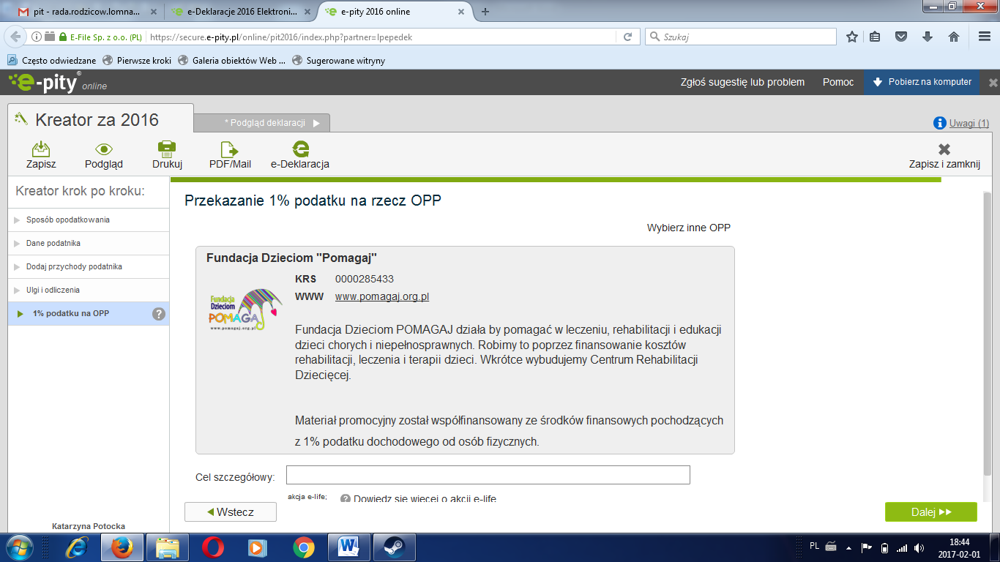 pit - rada.rodzicow.lomna...
e-Deklaracje 2016 Elektroni...
e-pity 2016 online
E-File Sp. z o.o. (PL)
https://secure.e-pity.pl/online/pit2016/index.php?partner=lpepedek
Szukaj
Często odwiedzane
Pierwsze kroki
Galeria obiektów Web ...
Sugerowane witryny
e-pity® online
Zgłoś sugestię lub problem
Pomoc
Pobierz na komputer
Kreator za 2016
* Podgląd deklaracji
Uwagi (1)
Zapisz
Podgląd
Drukuj
PDF/Mail
e-Deklaracja
Zapisz i zamknij
Kreator krok po kroku:
Sposób opodatkowania
Dane podatnika
Dodaj przychody podatnika
Ulgi i odliczenia
1% podatku na OPP
?
Katarzyna Potocka
Przekazanie 1% podatku na rzecz OPP
Wybierz inne OPP
Fundacja Dzieciom "Pomagaj"
Fundacja
Dzieciom
POMAGAJ
www.pomagaj.org.pl
KRS 0000285433
WWW www.pomagaj.org.pl
Fundacja Dzieciom POMAGAJ działa by pomagać w leczeniu, rehabilitacji i edukacji
dzieci chorych i niepełnosprawnych. Robimy to poprzez finansowanie kosztów
rehabilitacji, leczenia i terapii dzieci. Wkrótce wybudujemy Centrum Rehabilitacji
Dziecięcej.
Materiał promocyjny został współfinansowany ze środków finansowych pochodzących
z 1% podatku dochodowego od osób fizycznych.
Cel szczegółowy:
akcja e-life;
? Dowiedz się więcej o akcji e-life
Wstecz
Dalej
PL
18:44
2017-02-01